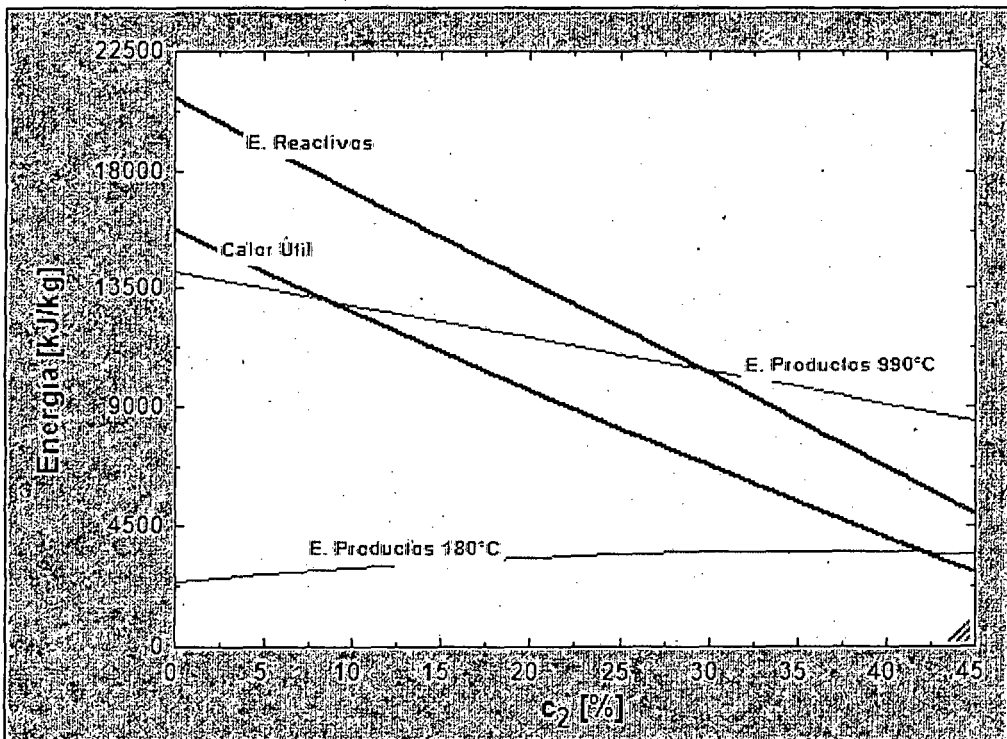 22500
18000
13500
9000
4500
0
Energía [kJ/kg]
E. Reactivos
Calor Útil
E. Productos 990°C
E. Productos 180°C
0 5 10 15 20 25 30 35 40 45
c2 [%]